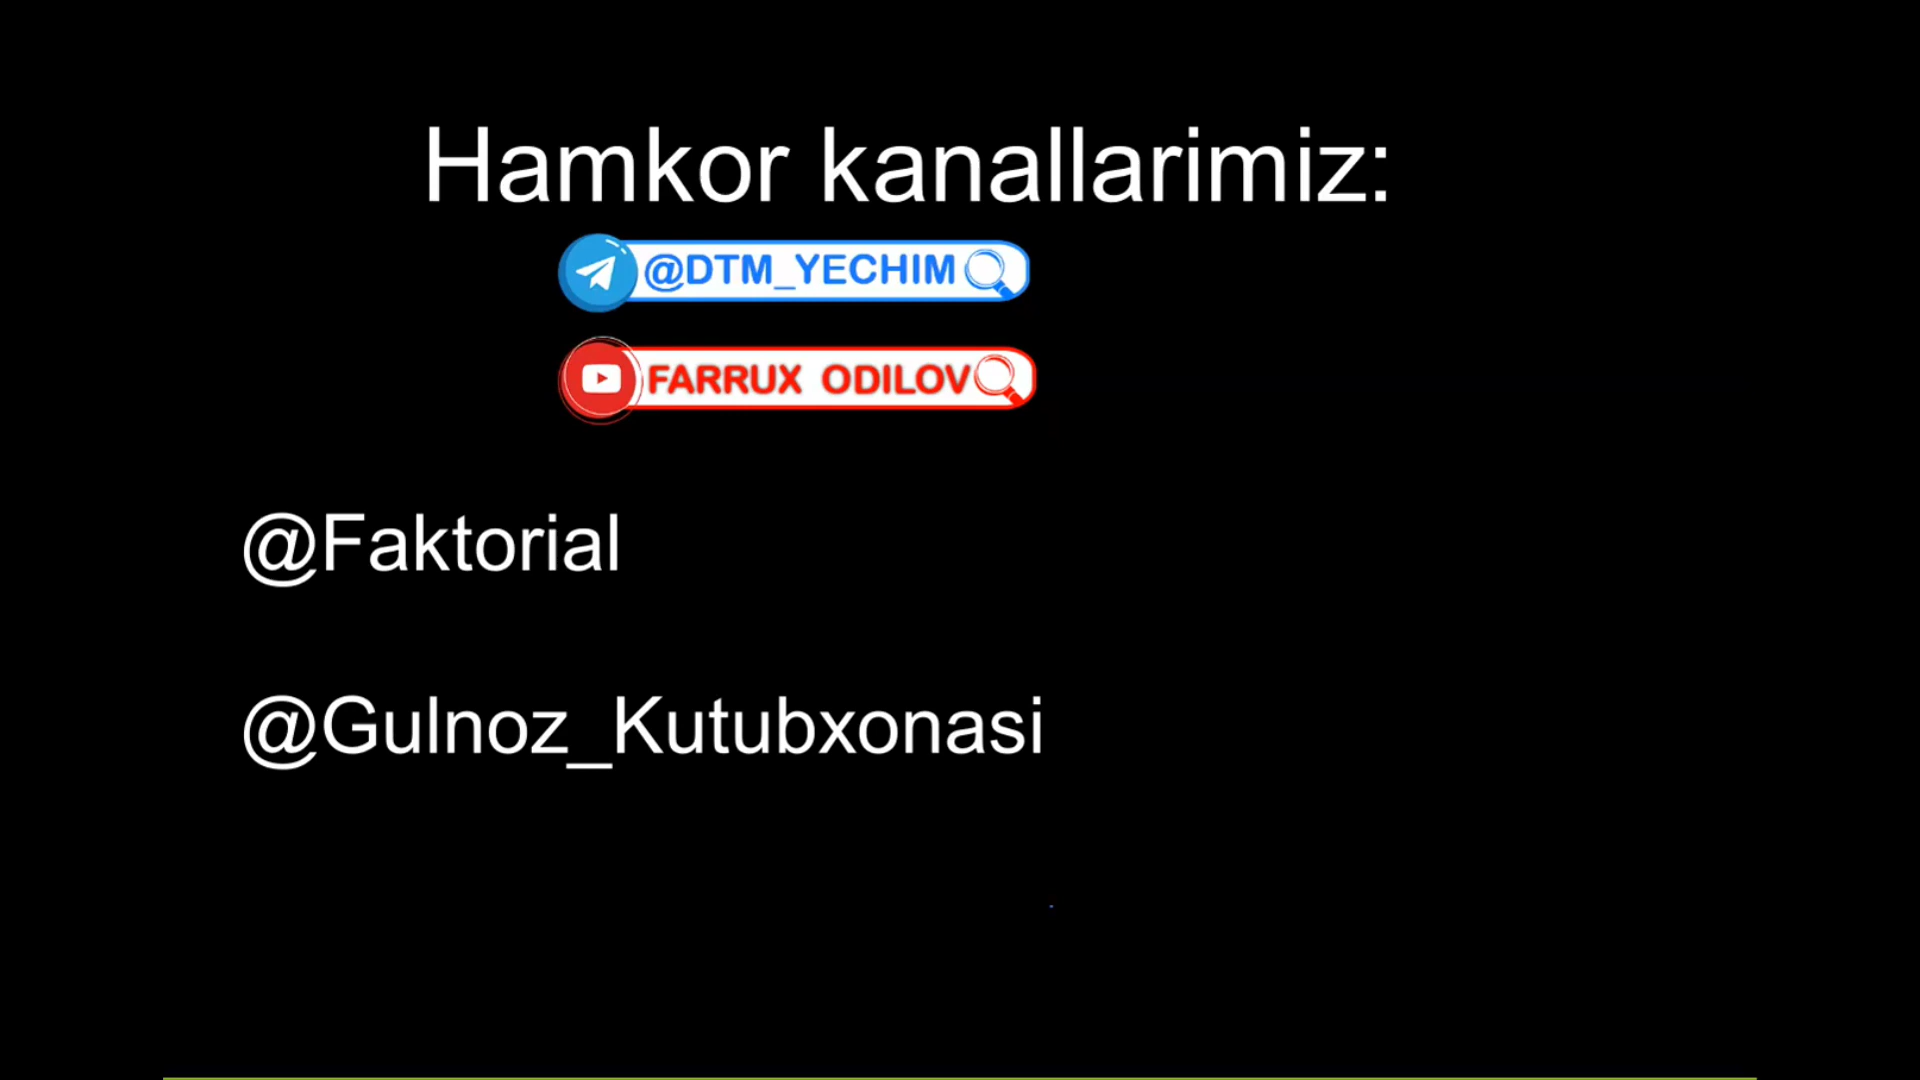 Hamkor kanallarimiz:
@DTM_YECHIM
FARRUX ODILOV
@Faktorial
@Gulnoz_Kutubxonasi